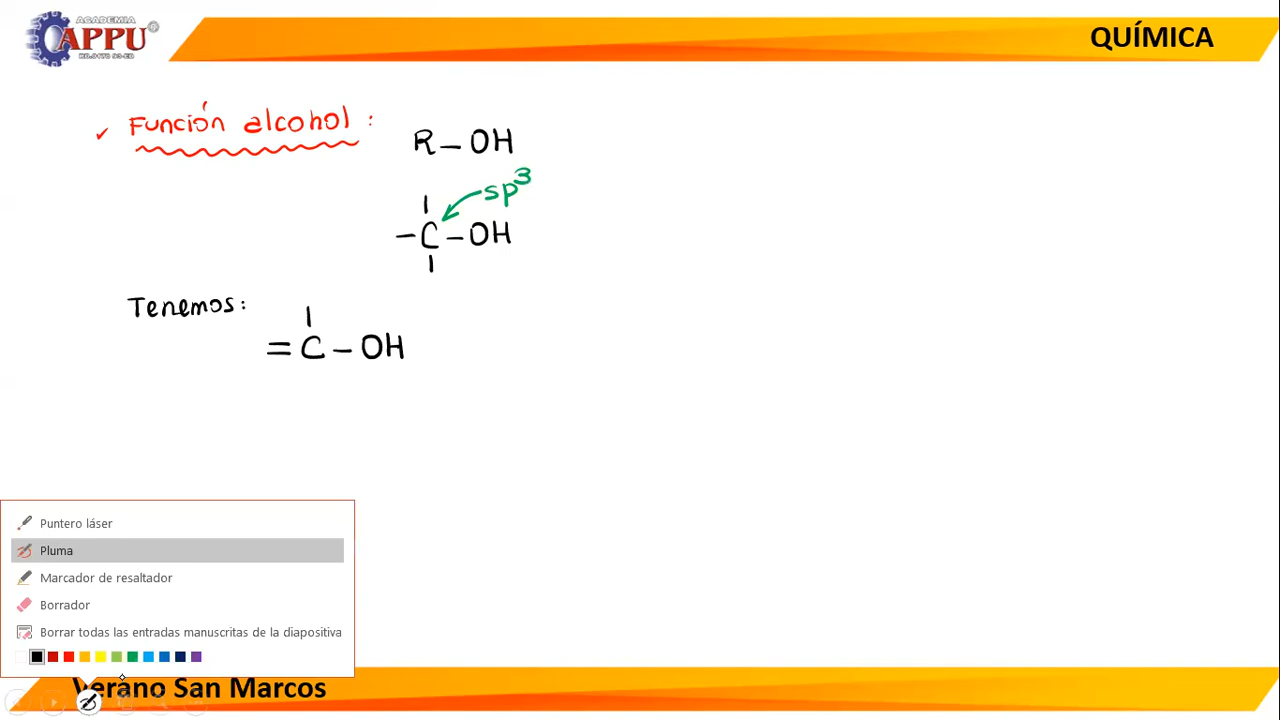 ACADEMIA
APPU
QUÍMICA
✓ Función alcohol:
R – OH
sp³
– C – OH
Tenemos:
= C – OH
Puntero láser
Pluma
Marcador de resaltador
Borrador
Borrar todas las entradas manuscritas de la diapositiva
Verano San Marcos